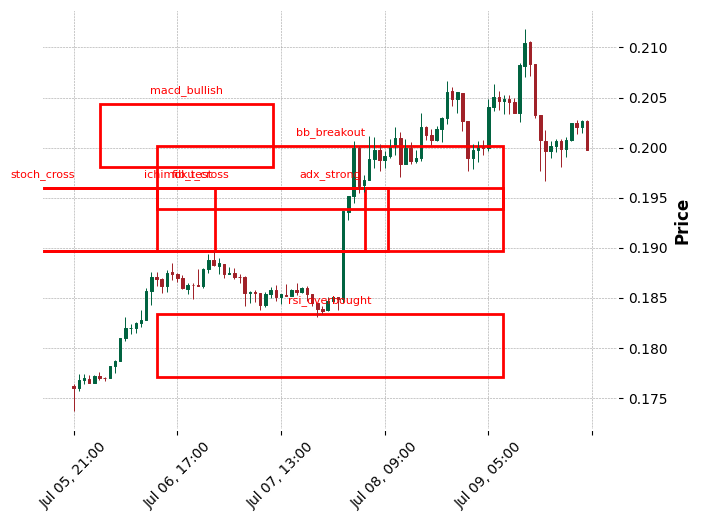 macd_bullish
bb_breakout
stoch_cross
adx_strong
rsi_overbought
0.210
0.205
0.200
0.195
0.190
0.185
0.180
0.175
Price
Jul 05, 21:00
Jul 06, 17:00
Jul 07, 13:00
Jul 08, 09:00
Jul 09, 05:00